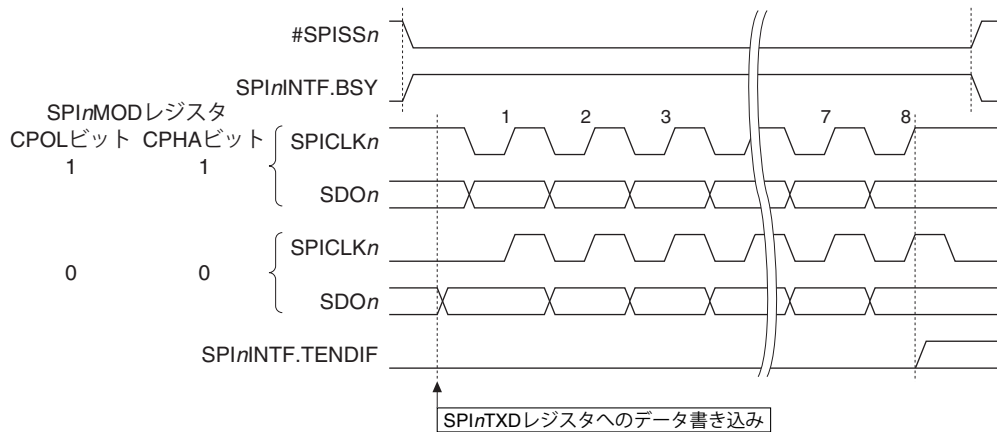 #SPISSn
SPInINTF.BSY
SPInMODレジスタ
CPOLビット CPHAビット
1 1
SPICLKn
1 2 3 7 8
SDOn
0 0
SPICLKn
SDOn
SPInINTF.TENDIF
SPInTXDレジスタへのデータ書き込み